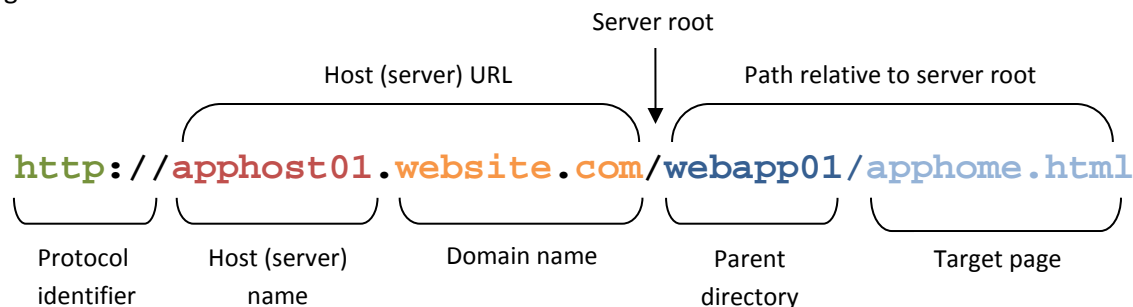 g
Server root
Host (server) URL Path relative to server root
http://apphost01.website.com/webapp01/apphome.html
Protocol Host (server) Domain name Parent Target page
identifier name directory